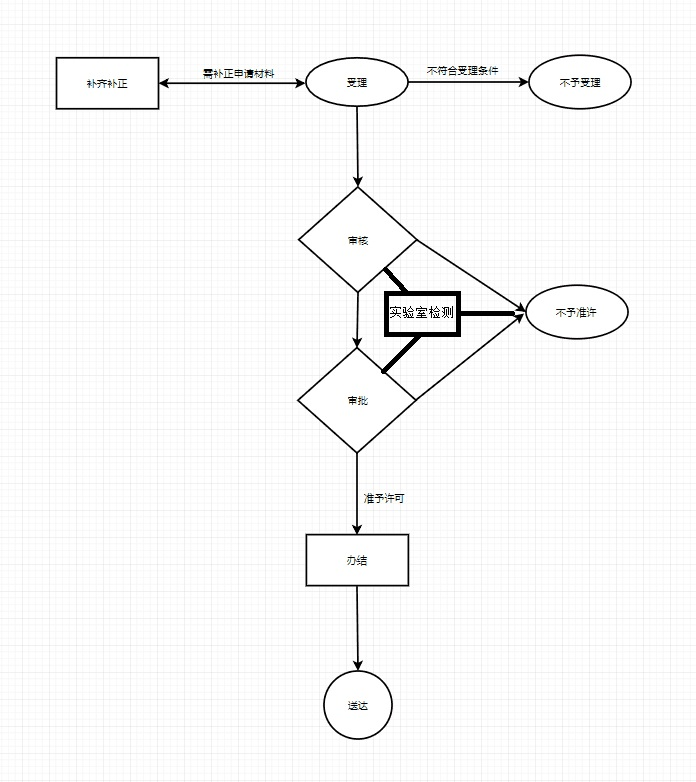 补齐补正
需补正申请材料
受理
不符合受理条件
不予受理
审核
实验室检测
不予准许
审批
准予许可
办结
送达